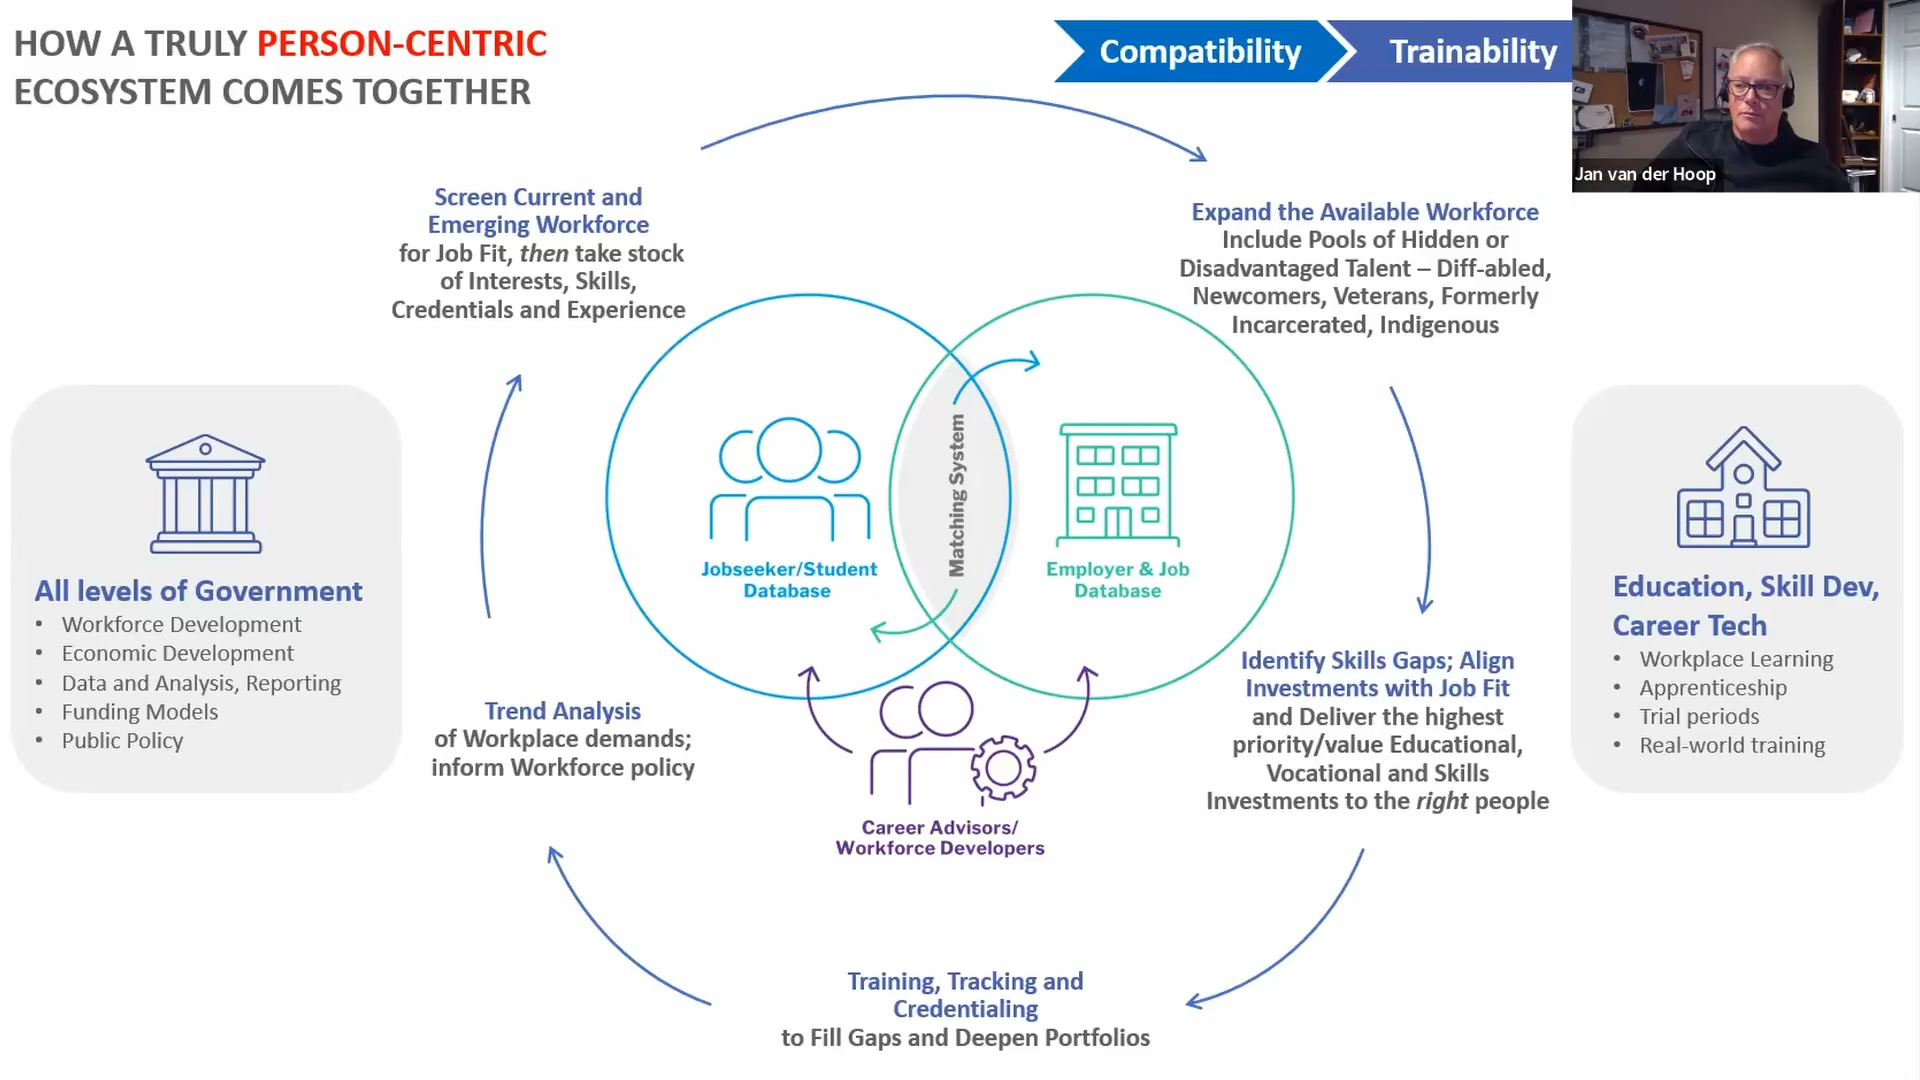 HOW A TRULY PERSON-CENTRIC
ECOSYSTEM COMES TOGETHER
Compatibility
Trainability
Jan van der Hoop
Screen Current and
Emerging Workforce
for Job Fit, then take stock
of Interests, Skills,
Credentials and Experience
Expand the Available Workforce
Include Pools of Hidden or
Disadvantaged Talent – Diff-abled,
Newcomers, Veterans, Formerly
Incarcerated, Indigenous
All levels of Government
• Workforce Development
• Economic Development
• Data and Analysis, Reporting
• Funding Models
• Public Policy
Jobseeker/Student
Database
Matching System
Employer & Job
Database
Education, Skill Dev,
Career Tech
• Workplace Learning
• Apprenticeship
• Trial periods
• Real-world training
Trend Analysis
of Workplace demands;
inform Workforce policy
Career Advisors/
Workforce Developers
Identify Skills Gaps; Align
Investments with Job Fit
and Deliver the highest
priority/value Educational,
Vocational and Skills
Investments to the right people
Training, Tracking and
Credentialing
to Fill Gaps and Deepen Portfolios